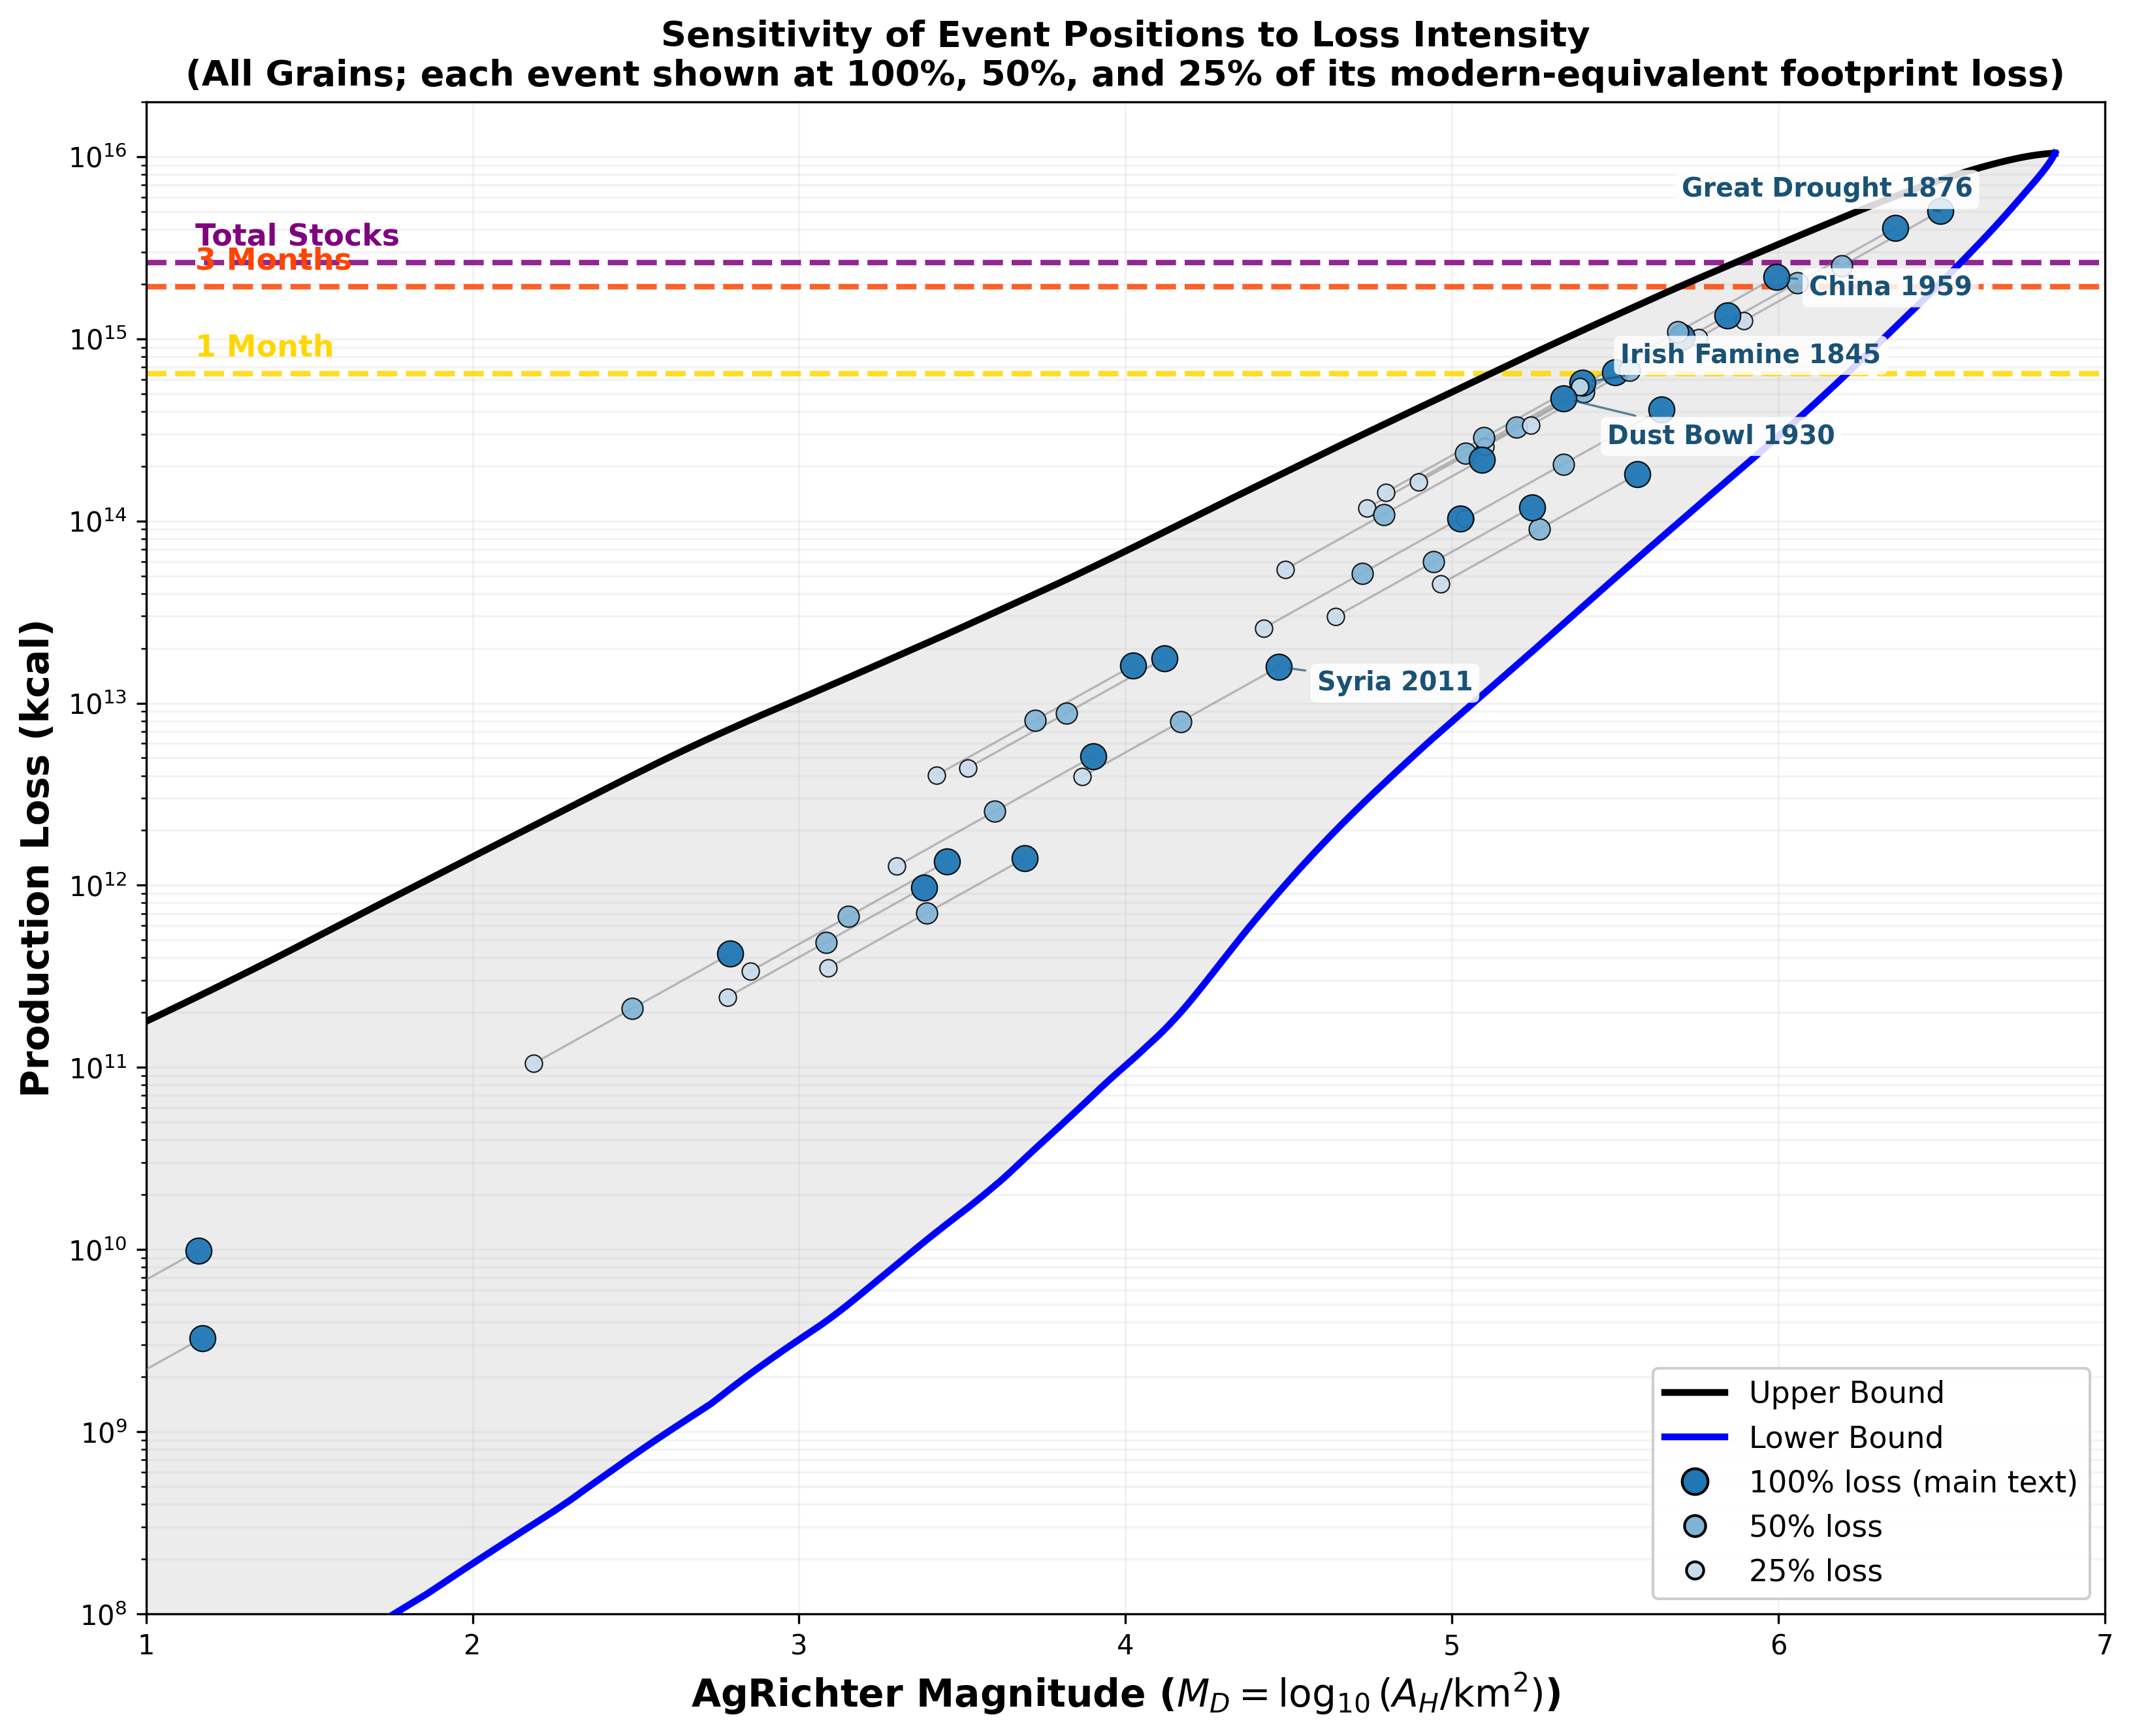 Sensitivity of Event Positions to Loss Intensity
(All Grains; each event shown at 100%, 50%, and 25% of its modern-equivalent footprint loss)
Production Loss (kcal)
10^16
10^15
10^14
10^13
10^12
10^11
10^10
10^9
10^8
Total Stocks
3 Months
1 Month
Great Drought 1876
China 1959
Irish Famine 1845
Dust Bowl 1930
Syria 2011
Upper Bound
Lower Bound
100% loss (main text)
50% loss
25% loss
1 2 3 4 5 6 7
AgRichter Magnitude (M_D = log_10 (A_H/km^2))